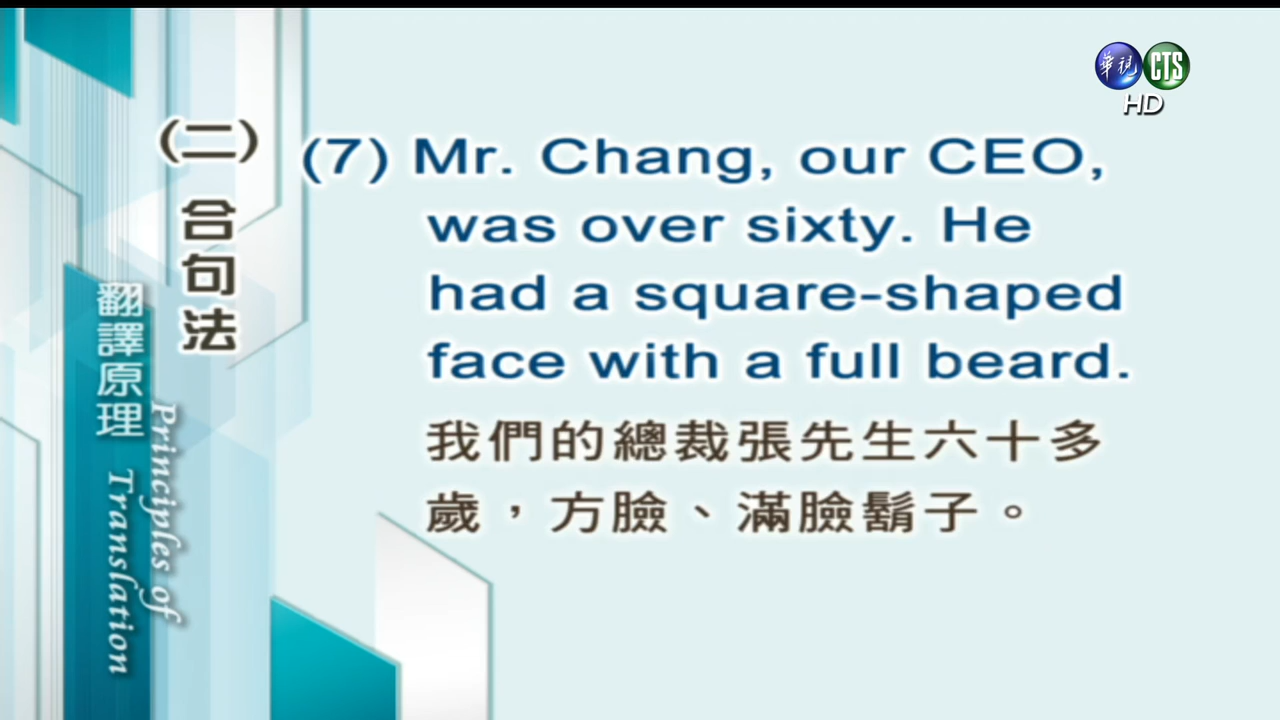 華視 CTS
HD
(二) 合句法
(7) Mr. Chang, our CEO,
was over sixty. He
had a square-shaped
face with a full beard.
我們的總裁張先生六十多
歲，方臉、滿臉鬍子。
翻譯原理
Principles of
Translation